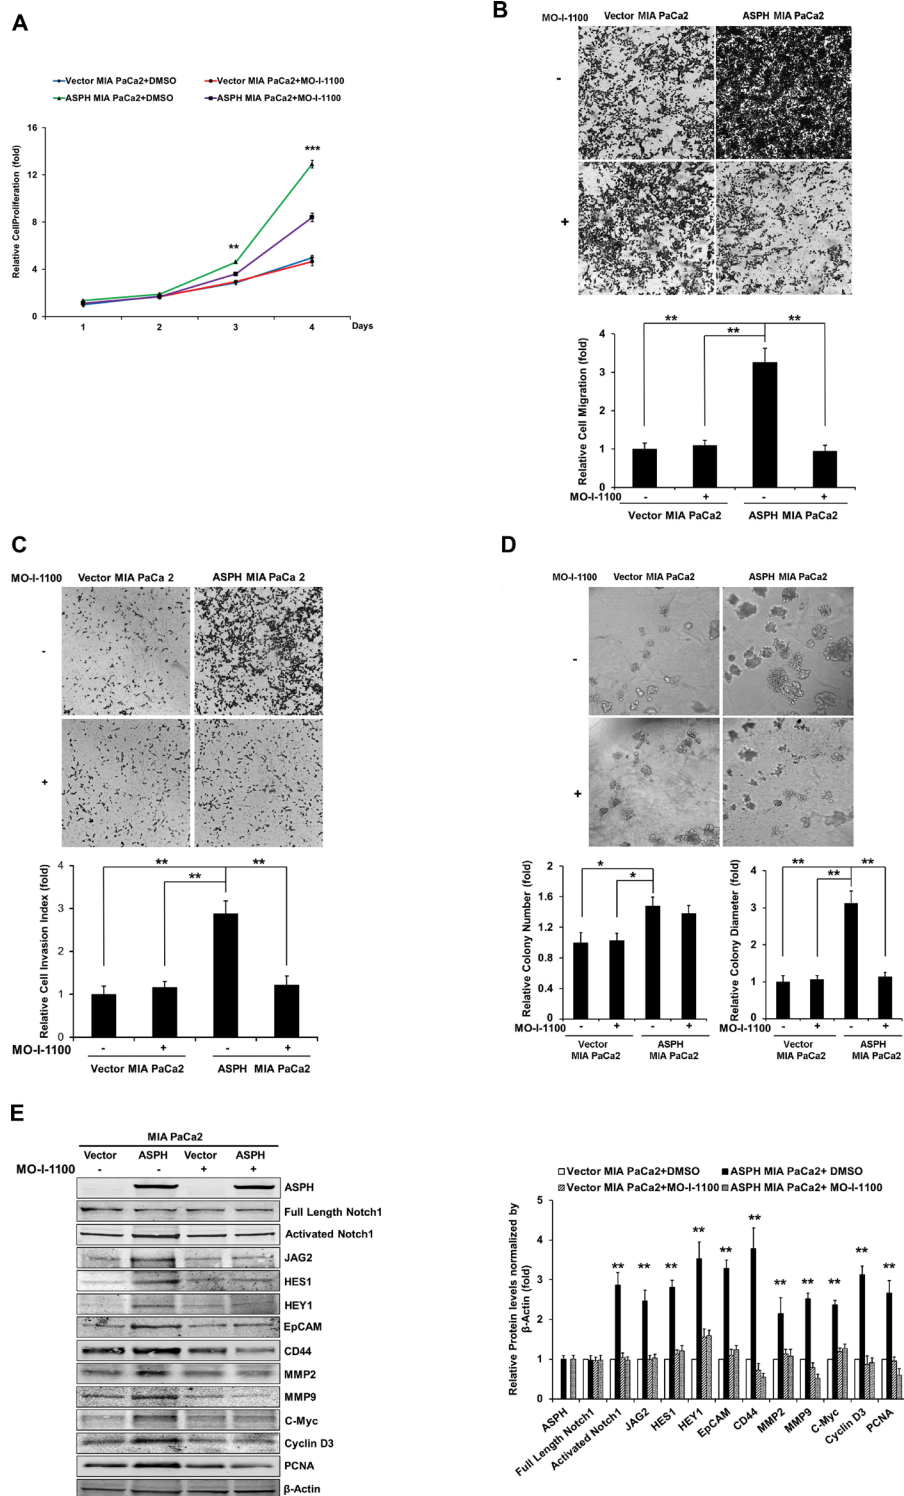 A
Vector MIA PaCa2+DMSO
Vector MIA PaCa2+MO-I-1100
ASPH MIA PaCa2+DMSO
ASPH MIA PaCa2+MO-I-1100
Relative CellProliferation (fold)
16
12
8
4
0
**
***
1 2 3 4 Days
B
MO-I-1100 Vector MIA PaCa2 ASPH MIA PaCa2
-
+
Relative Cell Migration (fold)
4
3
2
1
0
** **
**
MO-I-1100 - + - +
Vector MIA PaCa2 ASPH MIA PaCa2
C
MO-I-1100 Vector MIA PaCa 2 ASPH MIA PaCa 2
-
+
Relative Cell Invasion Index (fold)
4
3
2
1
0
** **
**
MO-I-1100 - + - +
Vector MIA PaCa2 ASPH MIA PaCa2
D
MO-I-1100 Vector MIA PaCa2 ASPH MIA PaCa2
-
+
Relative Colony Number (fold)
2
1.6
1.2
0.8
0.4
0
*
*
MO-I-1100 - + - +
Vector MIA PaCa2
ASPH MIA PaCa2
Relative Colony Diameter (fold)
4
3
2
1
0
** **
**
MO-I-1100 - + - +
Vector MIA PaCa2
ASPH MIA PaCa2
E
MIA PaCa2
Vector ASPH Vector ASPH
MO-I-1100 - - + +
ASPH
Full Length Notch1
Activated Notch1
JAG2
HES1
HEY1
EpCAM
CD44
MMP2
MMP9
C-Myc
Cyclin D3
PCNA
β-Actin
Vector MIA PaCa2+DMSO
ASPH MIA PaCa2+ DMSO
Vector MIA PaCa2+MO-I-1100
ASPH MIA PaCa2+ MO-I-1100
Relative Protein levels normalized by
β-Actin (fold)
5
4
3
2
1
0
** ** ** ** ** ** ** ** ** ** **
ASPH
Full Length Notch1
Activated Notch1
JAG2
HES1
HEY1
EpCAM
CD44
MMP2
MMP9
C-Myc
Cyclin D3
PCNA